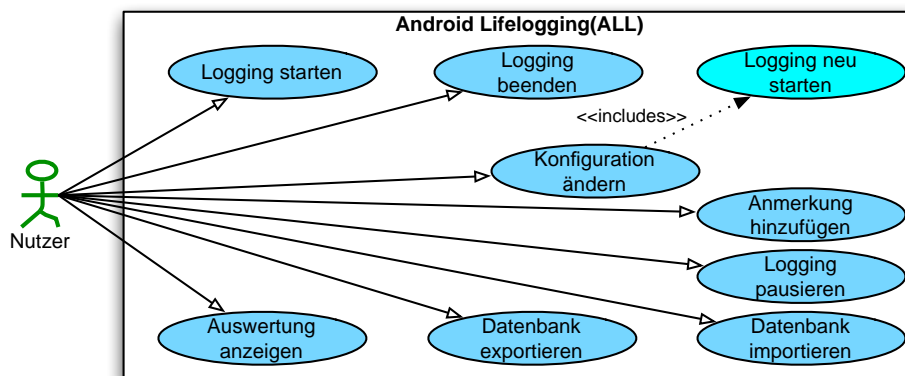 Android Lifelogging(ALL)
Logging starten
Logging
beenden
Logging neu
starten
<<includes>>
Konfiguration
ändern
Nutzer
Anmerkung
hinzufügen
Logging
pausieren
Auswertung
anzeigen
Datenbank
exportieren
Datenbank
importieren